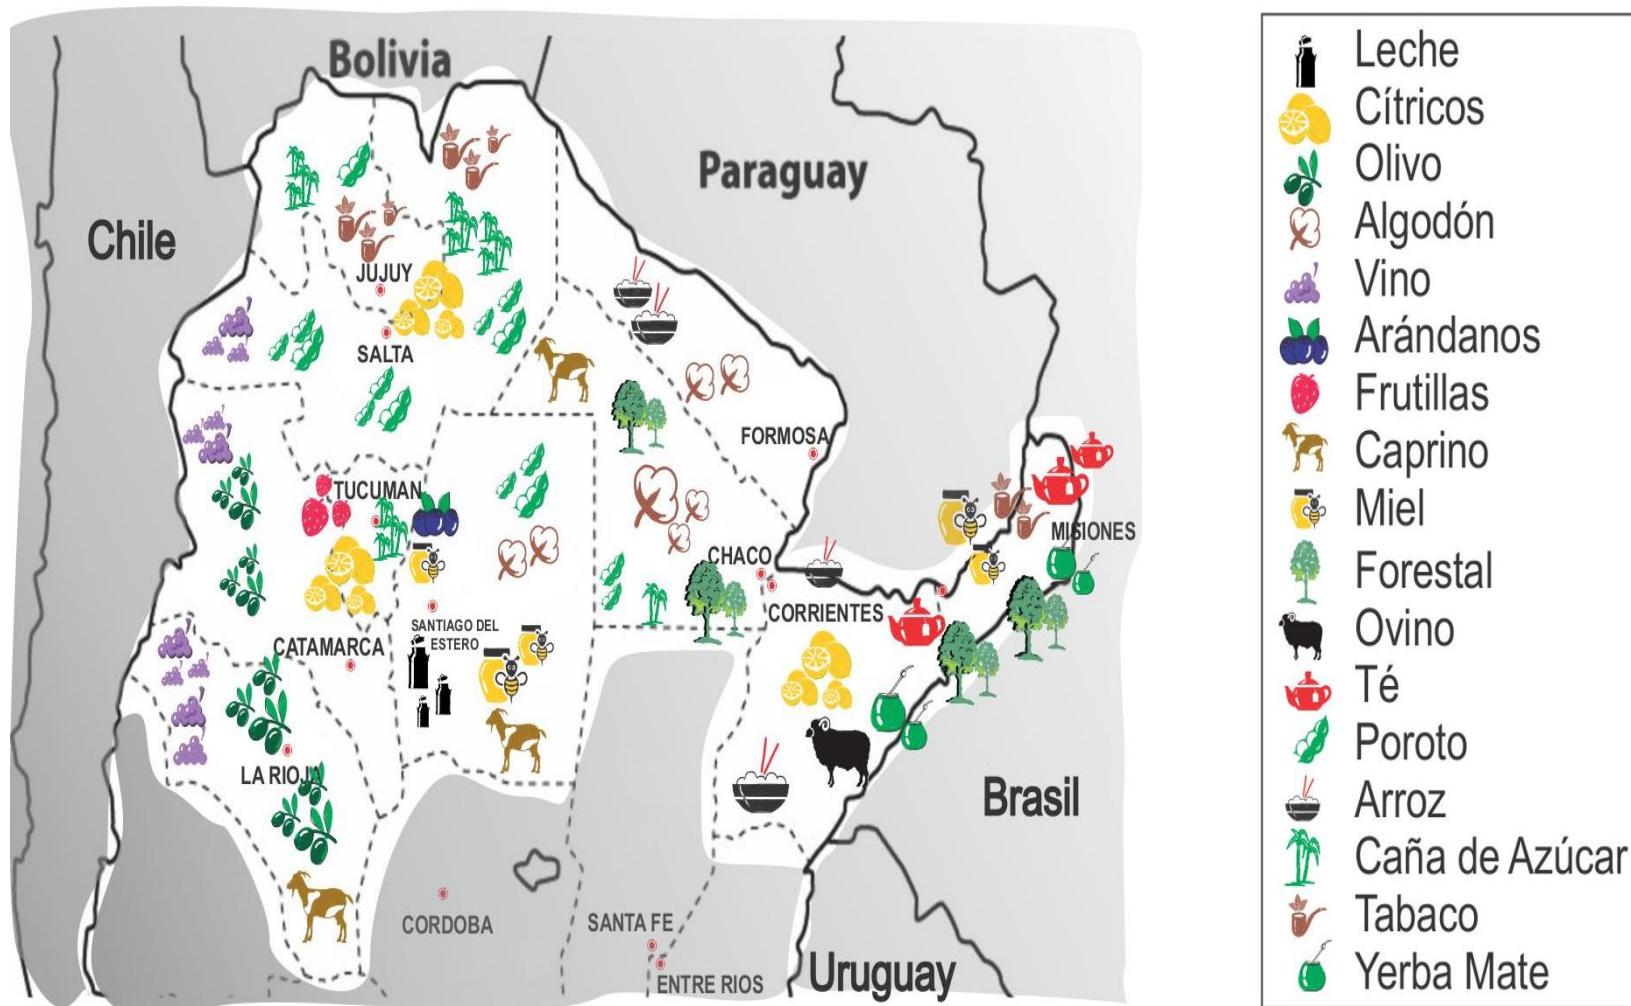 Bolivia
Paraguay
Chile
JUJUY
SALTA
FORMOSA
TUCUMAN
MISIONES
CHACO
CORRIENTES
SANTIAGO DEL
ESTERO
CATAMARCA
LA RIOJA
Brasil
CORDOBA
SANTA FE
ENTRE RIOS
Uruguay
Leche
Cítricos
Olivo
Algodón
Vino
Arándanos
Frutillas
Caprino
Miel
Forestal
Ovino
Té
Poroto
Arroz
Caña de Azúcar
Tabaco
Yerba Mate